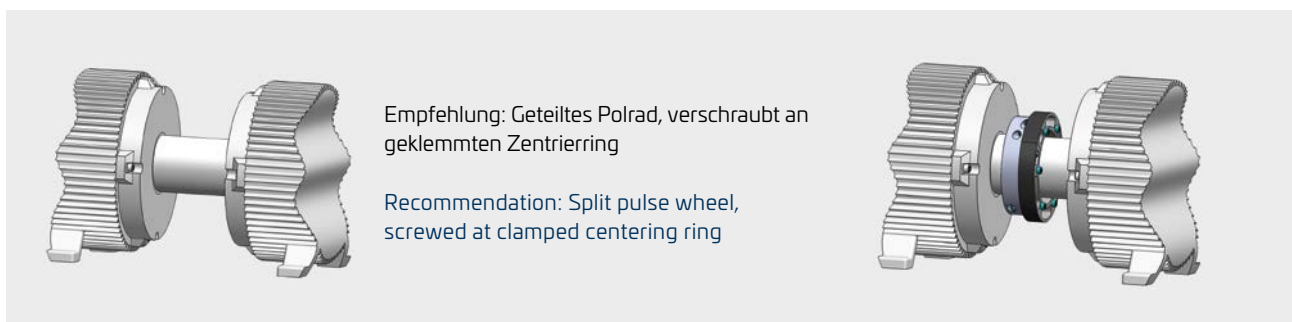 Empfehlung: Geteiltes Polrad, verschraubt an
geklemmten Zentrierring
Recommendation: Split pulse wheel,
screwed at clamped centering ring